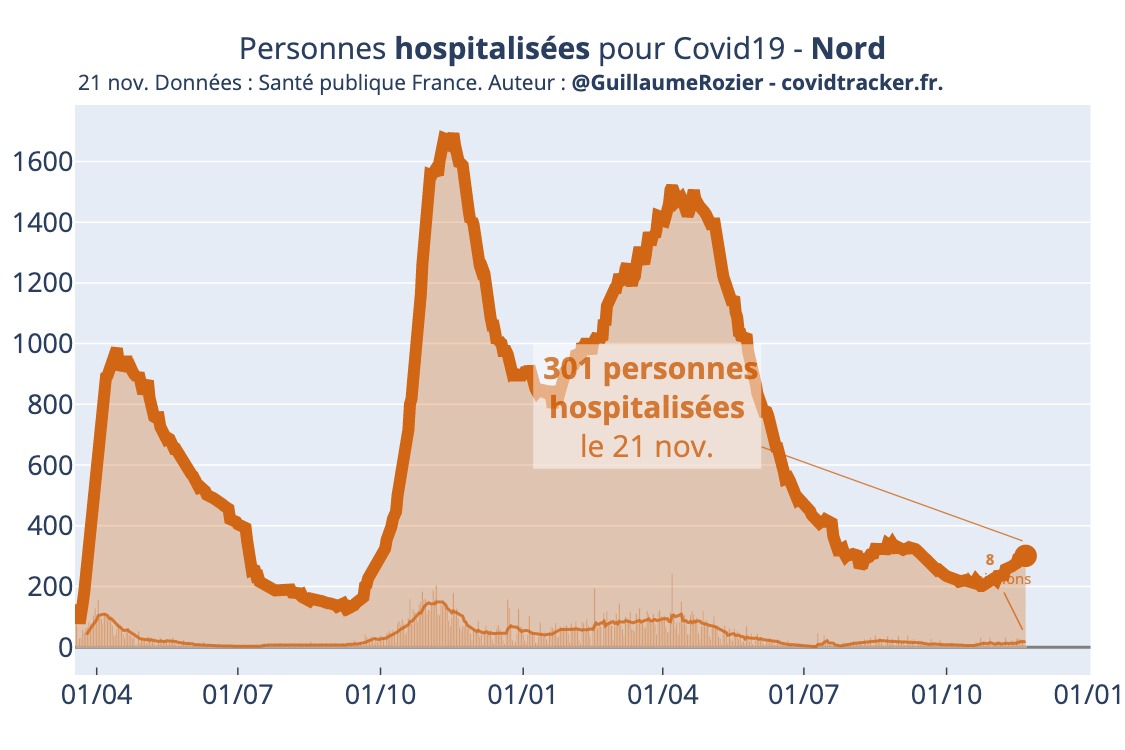 Personnes hospitalisées pour Covid19 - Nord
21 nov. Données : Santé publique France. Auteur : @GuillaumeRozier - covidtracker.fr.
1600
1400
1200
1000
800
600
400
200
0
301 personnes
hospitalisées
le 21 nov.
8
01/04 01/07 01/10 01/01 01/04 01/07 01/10 01/01